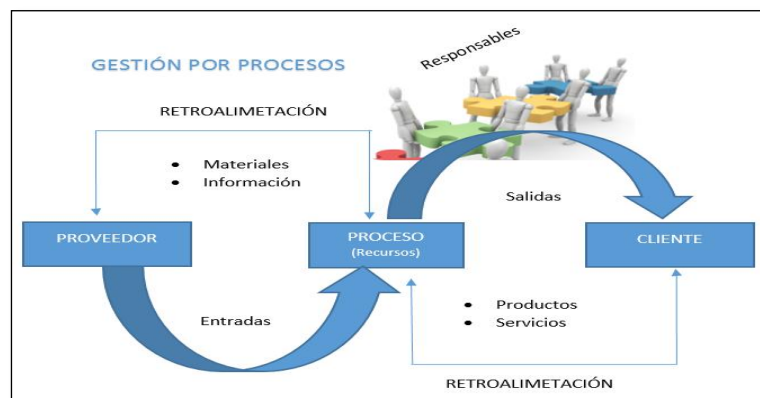 GESTIÓN POR PROCESOS
Responsables
RETROALIMETACIÓN
• Materiales
• Información
Salidas
PROVEEDOR
PROCESO
(Recursos)
CLIENTE
Entradas
• Productos
• Servicios
RETROALIMETACIÓN